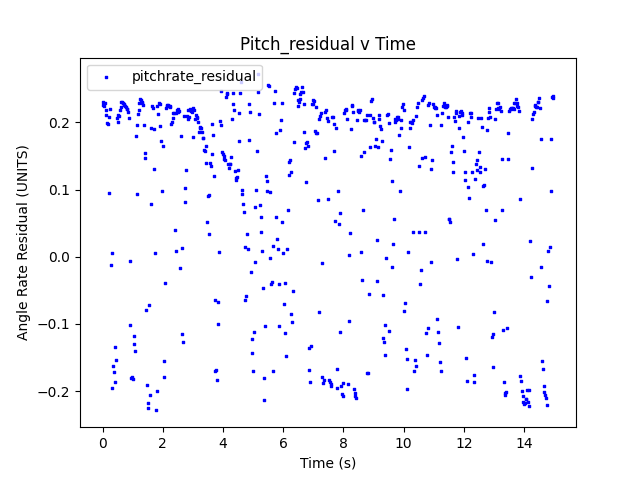 Pitch_residual v Time
pitchrate_residual
Angle Rate Residual (UNITS)
0.2
0.1
0.0
−0.1
−0.2
0 2 4 6 8 10 12 14
Time (s)